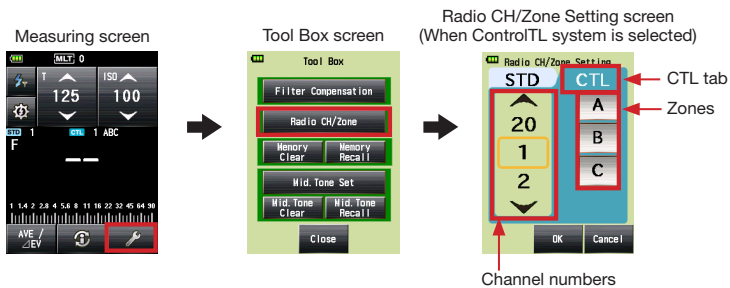 Measuring screen
MLT 0
T
125
ISO
100
STD 1 CTL 1 ABC
F
1 1.4 2 2.8 4 5.6 8 11 16 22 32 45 64 90
AVE /
⊿EV
Tool Box screen
Tool Box
Filter Compensation
Radio CH/Zone
Memory Clear
Memory Recall
Mid. Tone Set
Mid. Tone Clear
Mid. Tone Recall
Close
Radio CH/Zone Setting screen
(When ControlTL system is selected)
Radio CH/Zone Setting
STD
CTL
CTL tab
20
1
2
A
B
C
Zones
OK
Cancel
Channel numbers